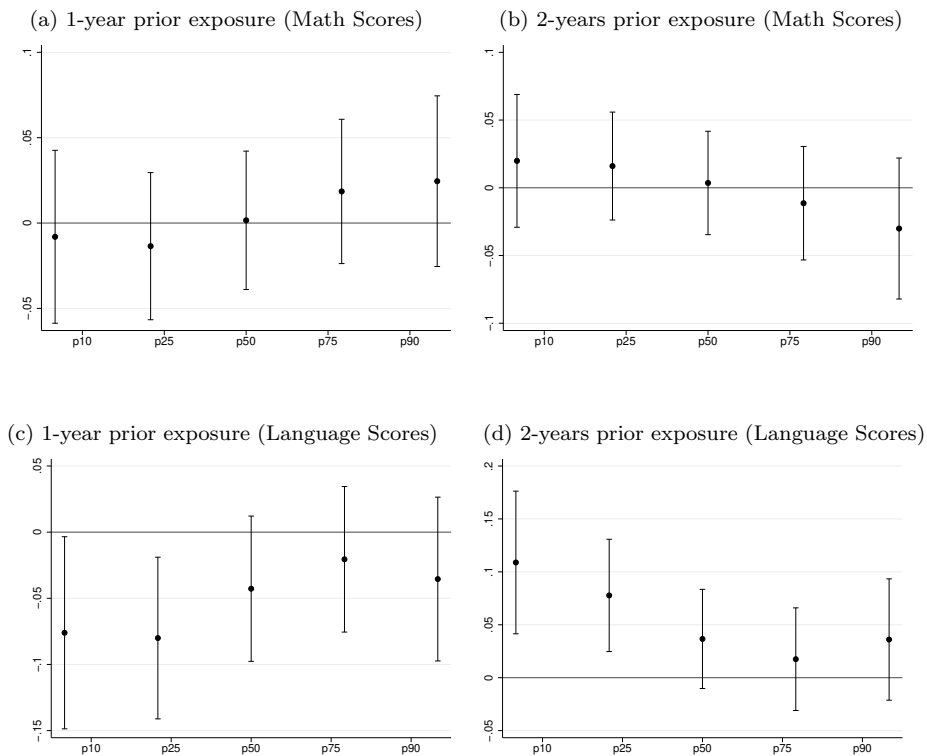 (a) 1-year prior exposure (Math Scores)
.1
.05
0
-.05
p10 p25 p50 p75 p90
(b) 2-years prior exposure (Math Scores)
.1
.05
0
-.05
-.1
p10 p25 p50 p75 p90
(c) 1-year prior exposure (Language Scores)
.05
0
-.05
-.1
-.15
p10 p25 p50 p75 p90
(d) 2-years prior exposure (Language Scores)
.2
.15
.1
.05
0
-.05
p10 p25 p50 p75 p90